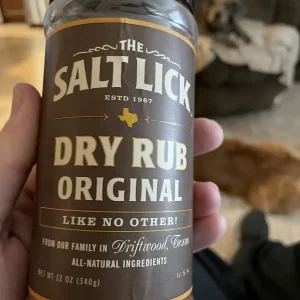 THE
SALT LICK
ESTD 1967
DRY RUB
ORIGINAL
LIKE NO OTHER!
FROM OUR FAMILY IN Driftwood, Texas
ALL-NATURAL INGREDIENTS
NET WT 12 OZ (340g) U.S.A.